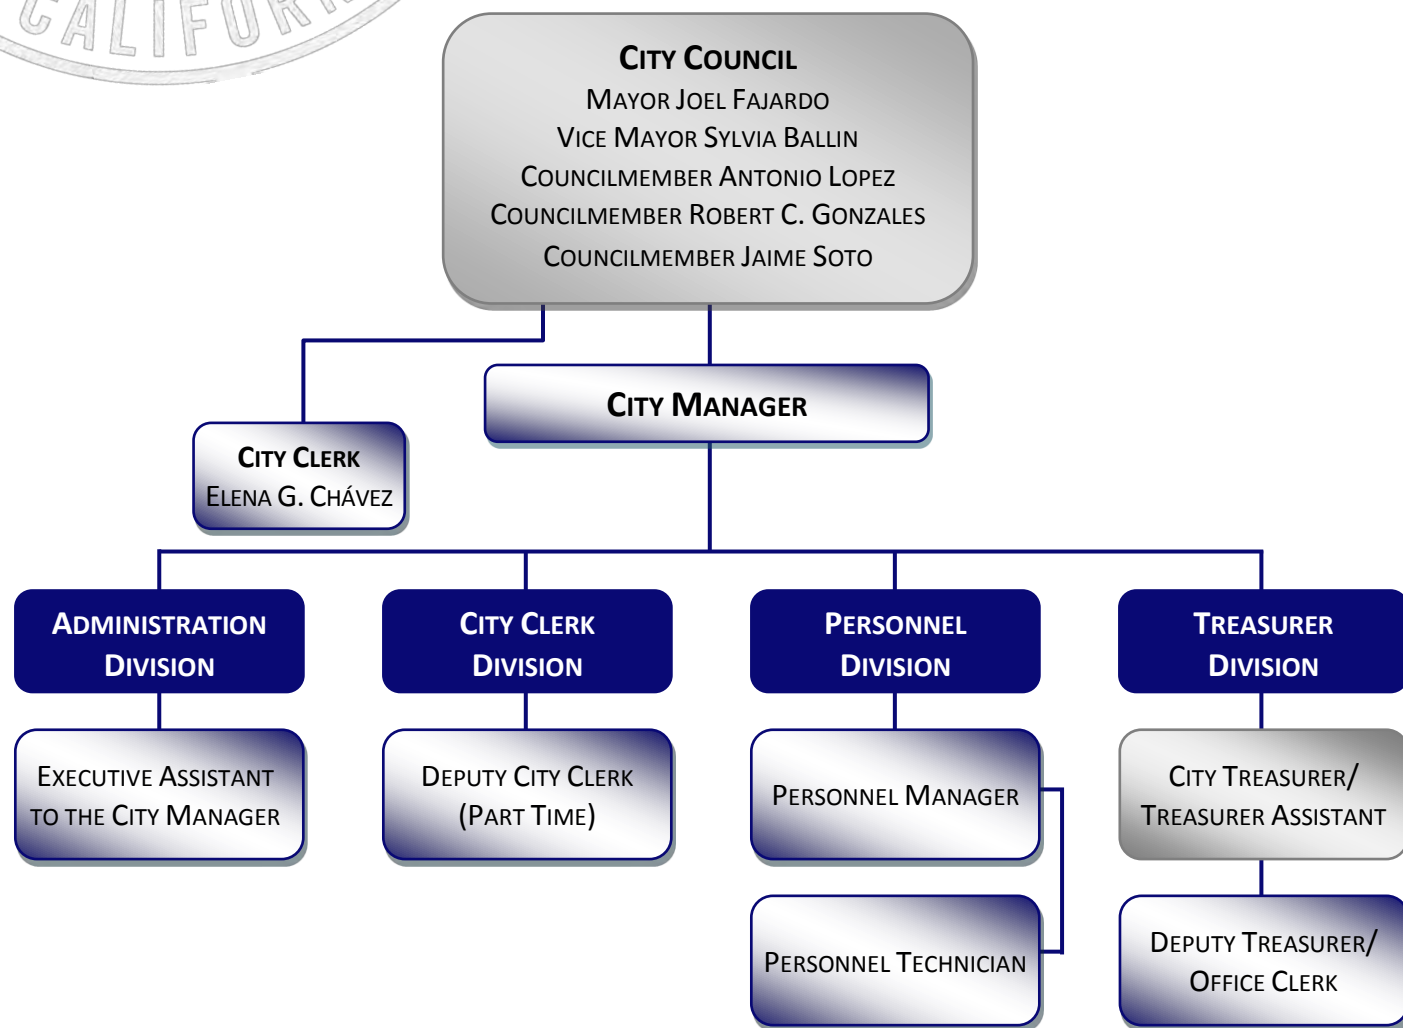 CALIFORN
CITY COUNCIL
MAYOR JOEL FAJARDO
VICE MAYOR SYLVIA BALLIN
COUNCILMEMBER ANTONIO LOPEZ
COUNCILMEMBER ROBERT C. GONZALES
COUNCILMEMBER JAIME SOTO
CITY MANAGER
CITY CLERK
ELENA G. CHÁVEZ
ADMINISTRATION
DIVISION
CITY CLERK
DIVISION
PERSONNEL
DIVISION
TREASURER
DIVISION
EXECUTIVE ASSISTANT
TO THE CITY MANAGER
DEPUTY CITY CLERK
(PART TIME)
PERSONNEL MANAGER
CITY TREASURER/
TREASURER ASSISTANT
PERSONNEL TECHNICIAN
DEPUTY TREASURER/
OFFICE CLERK